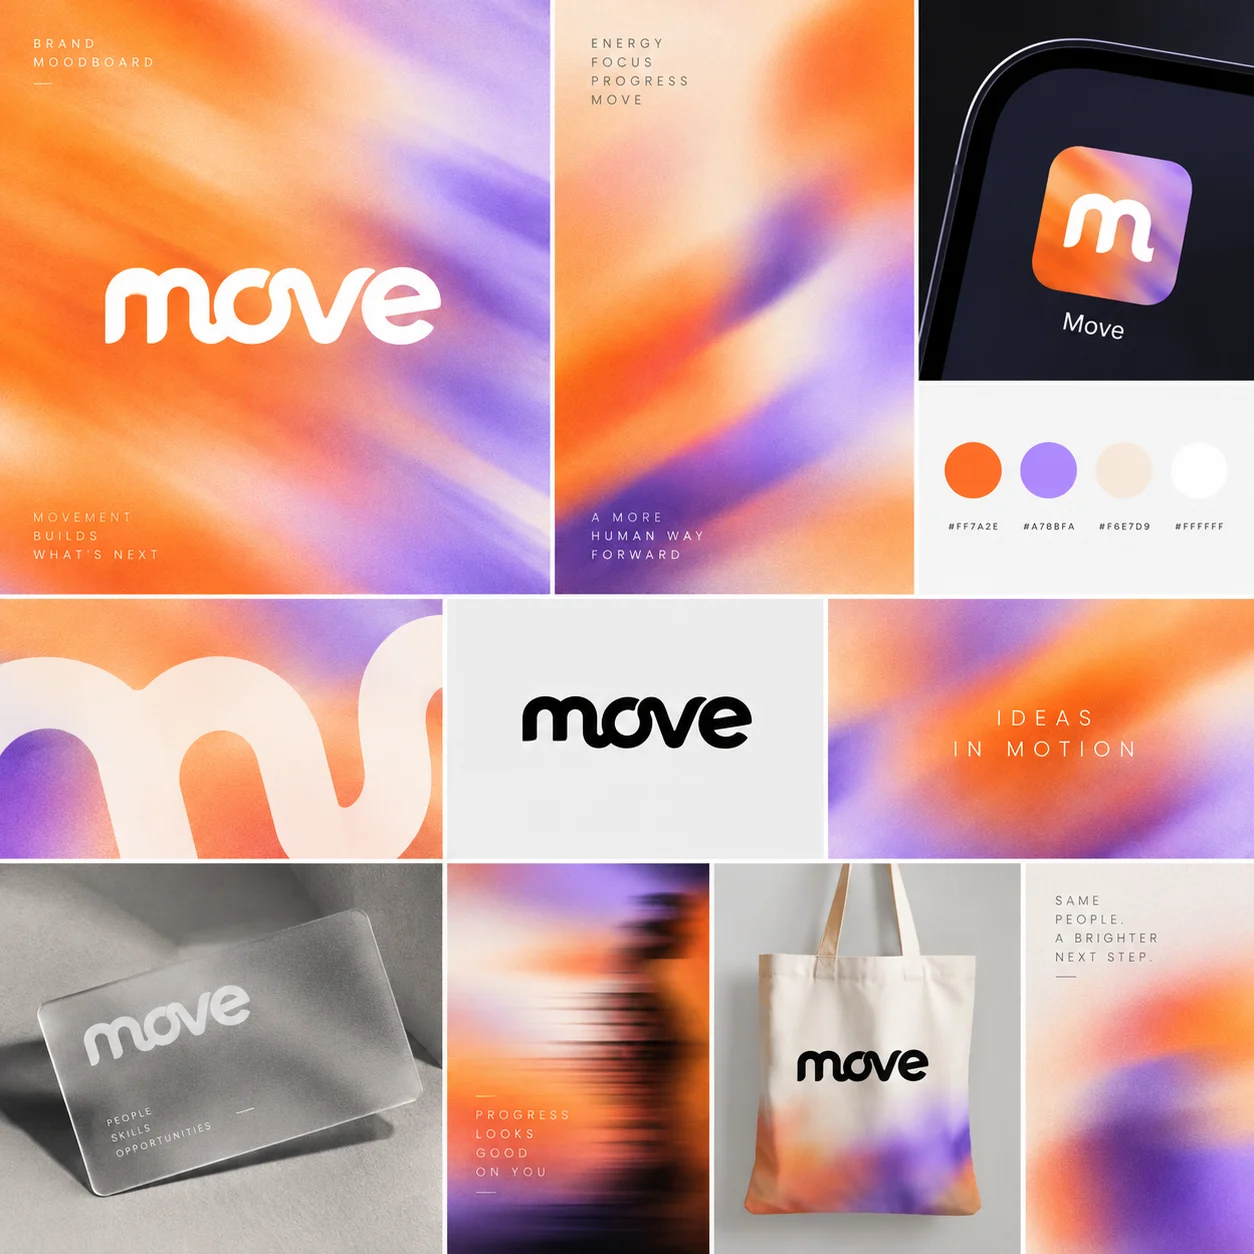 BRAND
MOODBOARD
move
MOVEMENT
BUILDS
WHAT'S NEXT
ENERGY
FOCUS
PROGRESS
MOVE
A MORE
HUMAN WAY
FORWARD
m
Move
#FF7A2E #A78BFA #F6E7D9 #FFFFFF
move
IDEAS
IN MOTION
move
PEOPLE
SKILLS
OPPORTUNITIES
PROGRESS
LOOKS
GOOD
ON YOU
move
SAME
PEOPLE.
A BRIGHTER
NEXT STEP.